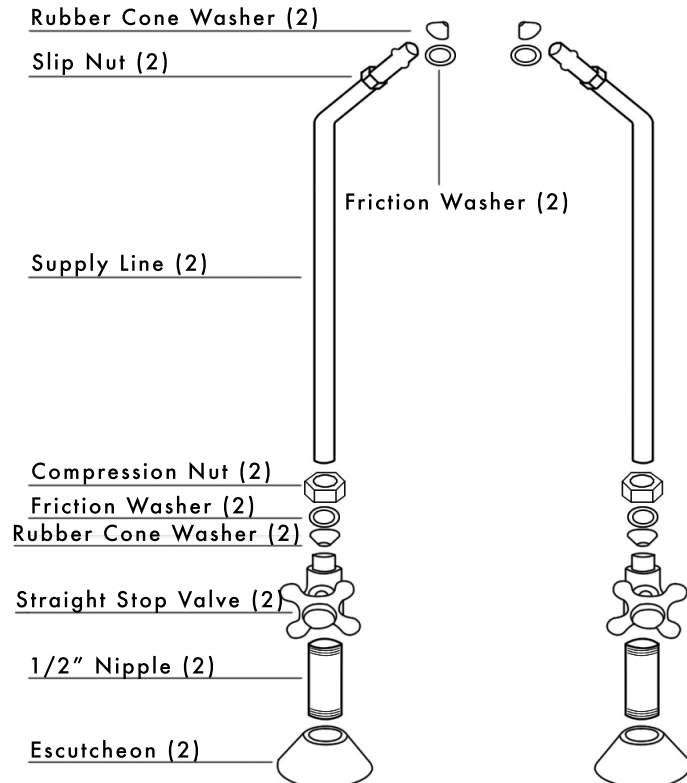 Rubber Cone Washer (2)
Slip Nut (2)
Friction Washer (2)
Supply Line (2)
Compression Nut (2)
Friction Washer (2)
Rubber Cone Washer (2)
Straight Stop Valve (2)
1/2” Nipple (2)
Escutcheon (2)